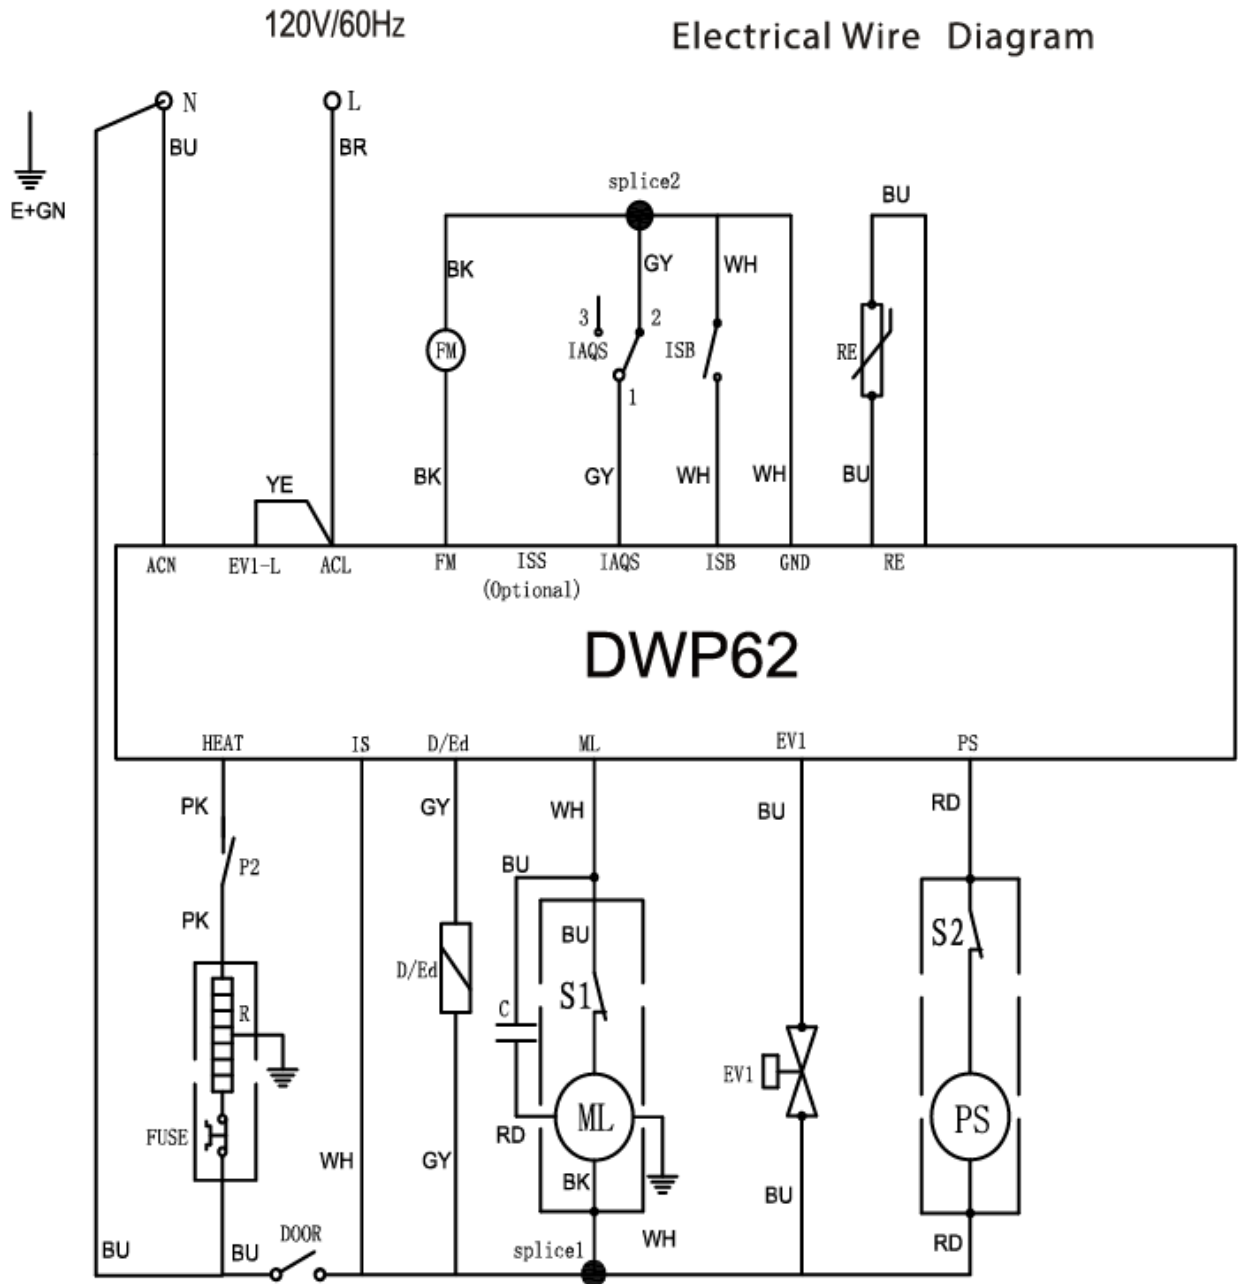 120V/60Hz
Electrical Wire Diagram
N
L
BU
BR
E+GN
splice2
BU
BK
GY
WH
3
2
FM
IAQS
ISB
RE
1
YE
BK
GY
WH
WH
BU
ACN
EV1-L
ACL
FM
ISS
IAQS
ISB
GND
RE
(Optional)
DWP62
HEAT
IS
D/Ed
ML
EV1
PS
PK
GY
WH
BU
RD
P2
BU
PK
BU
S2
D/Ed
S1
R
C
EV1
ML
PS
FUSE
RD
WH
GY
BK
BU
DOOR
WH
BU
BU
splice1
RD